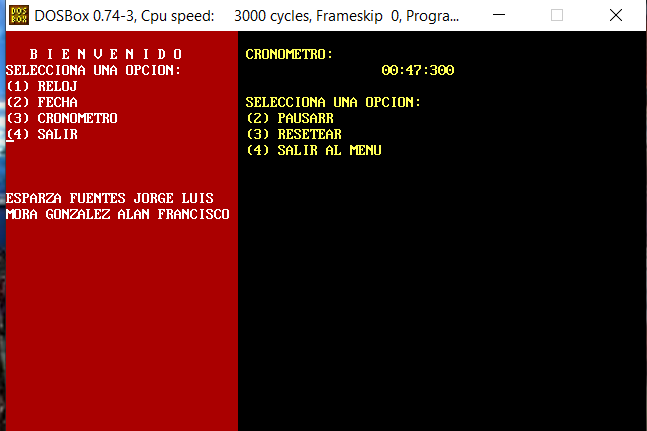 DOSBox 0.74-3, Cpu speed: 3000 cycles, Frameskip 0, Progra...
B I E N V E N I D O
SELECCIONA UNA OPCION:
(1) RELOJ
(2) FECHA
(3) CRONOMETRO
(4) SALIR
ESPARZA FUENTES JORGE LUIS
MORA GONZALEZ ALAN FRANCISCO
CRONOMETRO:
00:47:300
SELECCIONA UNA OPCION:
(2) PAUSARR
(3) RESETEAR
(4) SALIR AL MENU